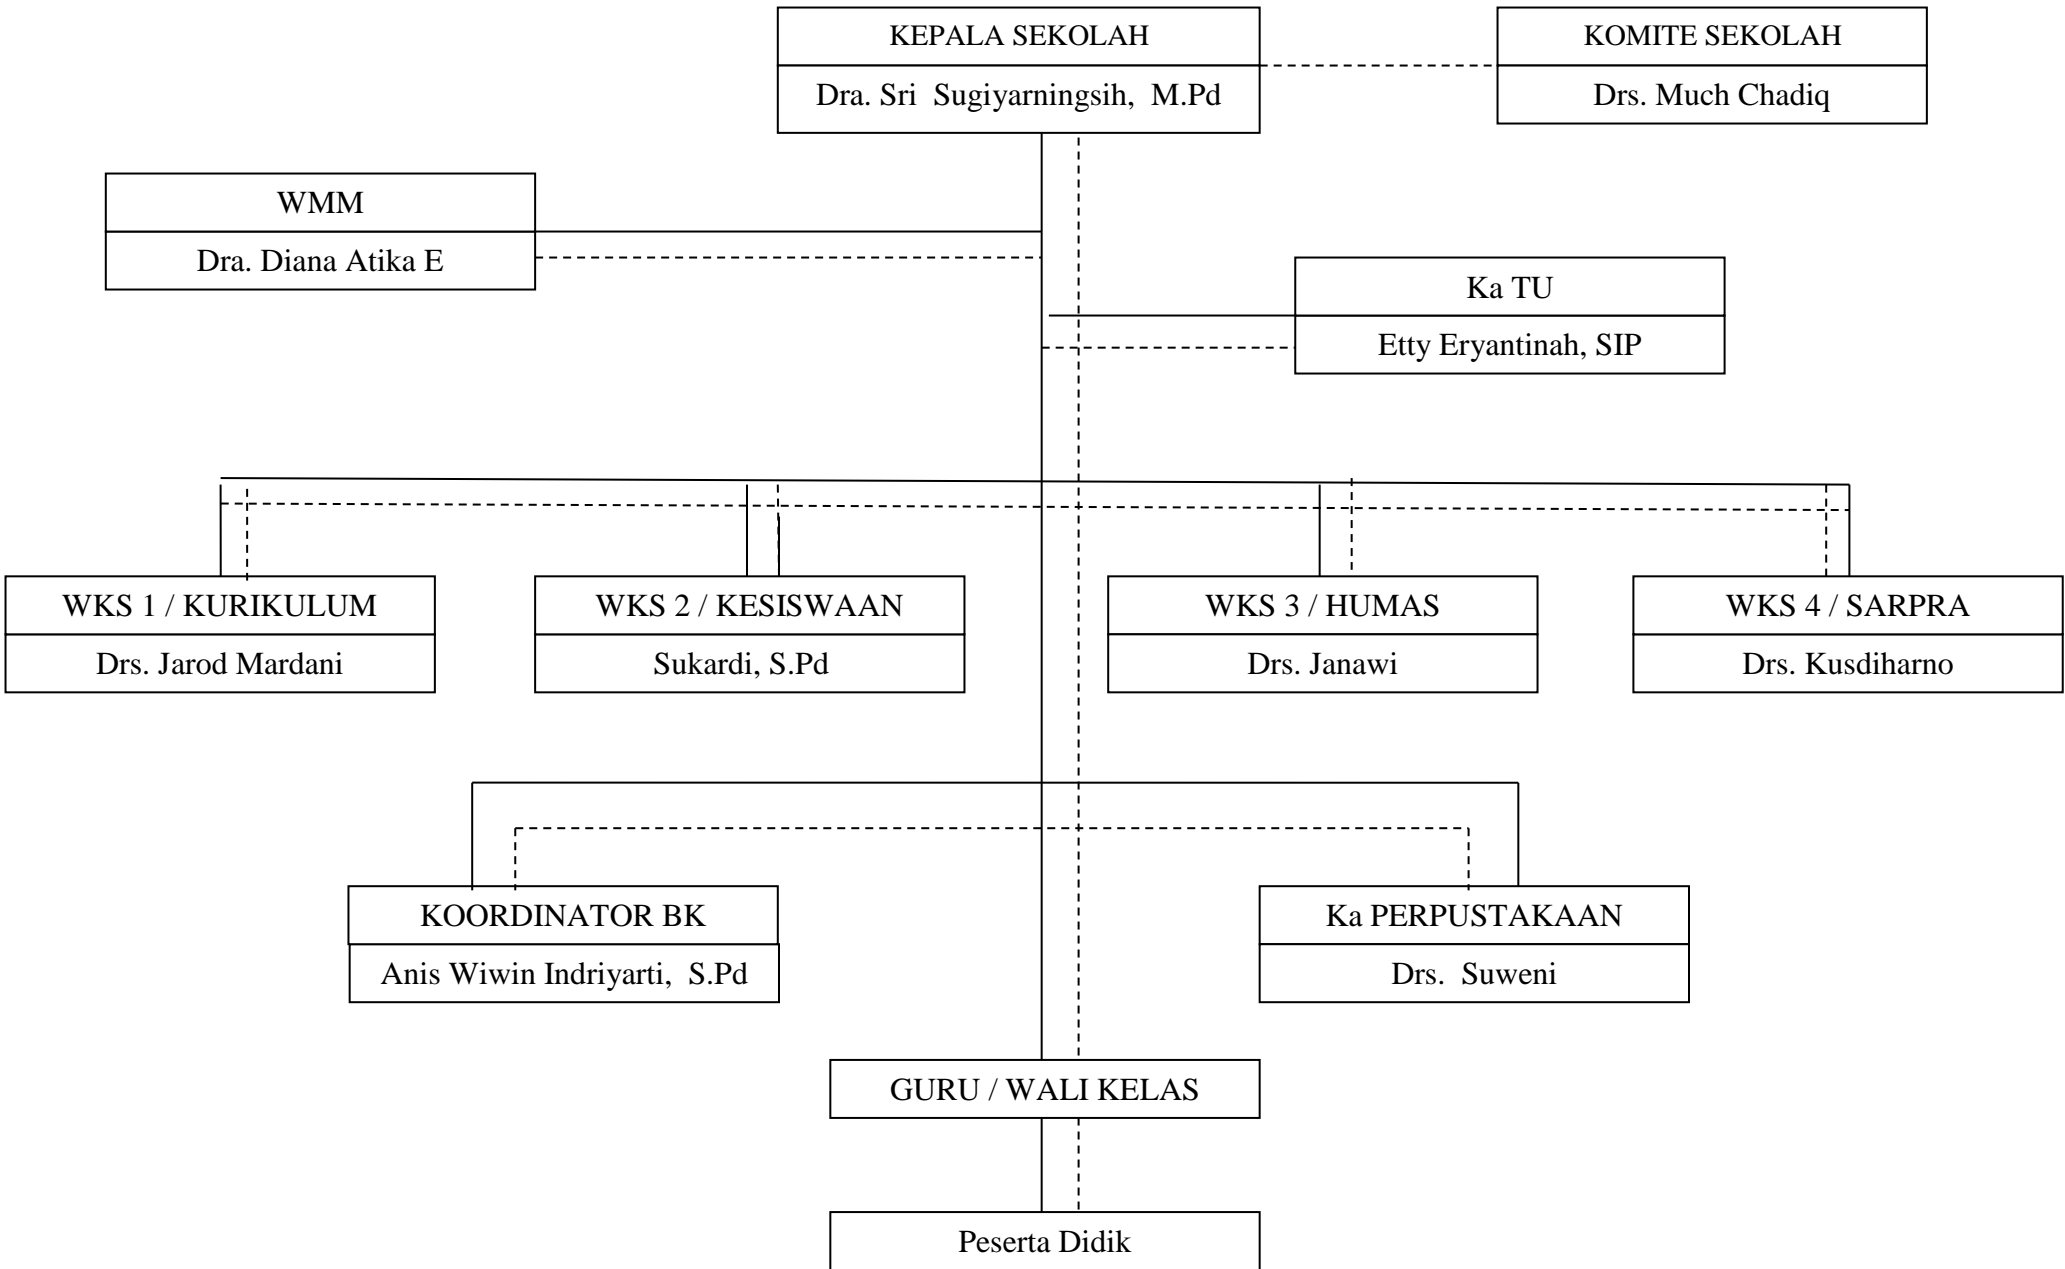 KEPALA SEKOLAH
Dra. Sri Sugiyarningsih, M.Pd
KOMITE SEKOLAH
Drs. Much Chadiq
WMM
Dra. Diana Atika E
Ka TU
Etty Eryantinah, SIP
WKS 1 / KURIKULUM
Drs. Jarod Mardani
WKS 2 / KESISWAAN
Sukardi, S.Pd
WKS 3 / HUMAS
Drs. Janawi
WKS 4 / SARPRA
Drs. Kusdiharno
KOORDINATOR BK
Anis Wiwin Indriyarti, S.Pd
Ka PERPUSTAKAAN
Drs. Suweni
GURU / WALI KELAS
Peserta Didik